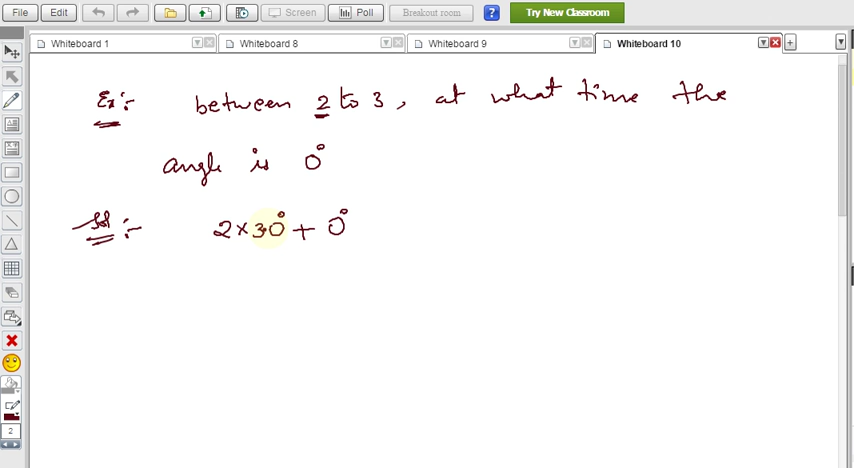 File Edit Screen Poll Breakout room ? Try New Classroom
Whiteboard 1 Whiteboard 8 Whiteboard 9 Whiteboard 10
Ex:- between 2 to 3, at what time the
angle is 0°
Sol:- 2×30°+0°
2